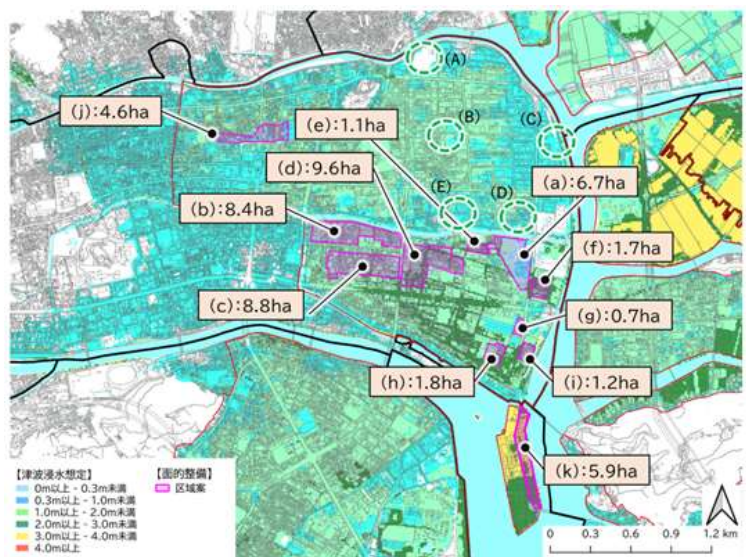 (A)
(j):4.6ha
(e):1.1ha
(B)
(C)
(d):9.6ha
(a):6.7ha
(b):8.4ha
(E)
(D)
(f):1.7ha
(c):8.8ha
(g):0.7ha
(h):1.8ha
(i):1.2ha
(k):5.9ha
【津波浸水想定】
0m以上 - 0.3m未満
0.3m以上 - 1.0m未満
1.0m以上 - 2.0m未満
2.0m以上 - 3.0m未満
3.0m以上 - 4.0m未満
4.0m以上
【面的整備】
区域案
0 0.3 0.6 0.9 1.2 km